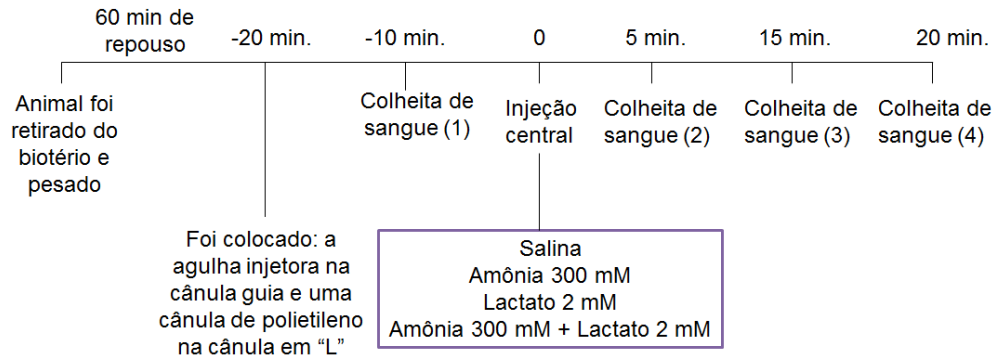 60 min de
repouso
-20 min.
-10 min.
0
5 min.
15 min.
20 min.
Animal foi
retirado do
biotério e
pesado
Colheita de
sangue (1)
Injeção
central
Colheita de
sangue (2)
Colheita de
sangue (3)
Colheita de
sangue (4)
Foi colocado: a
agulha injetora na
cânula guia e uma
cânula de polietileno
na cânula em “L”
Salina
Amônia 300 mM
Lactato 2 mM
Amônia 300 mM + Lactato 2 mM